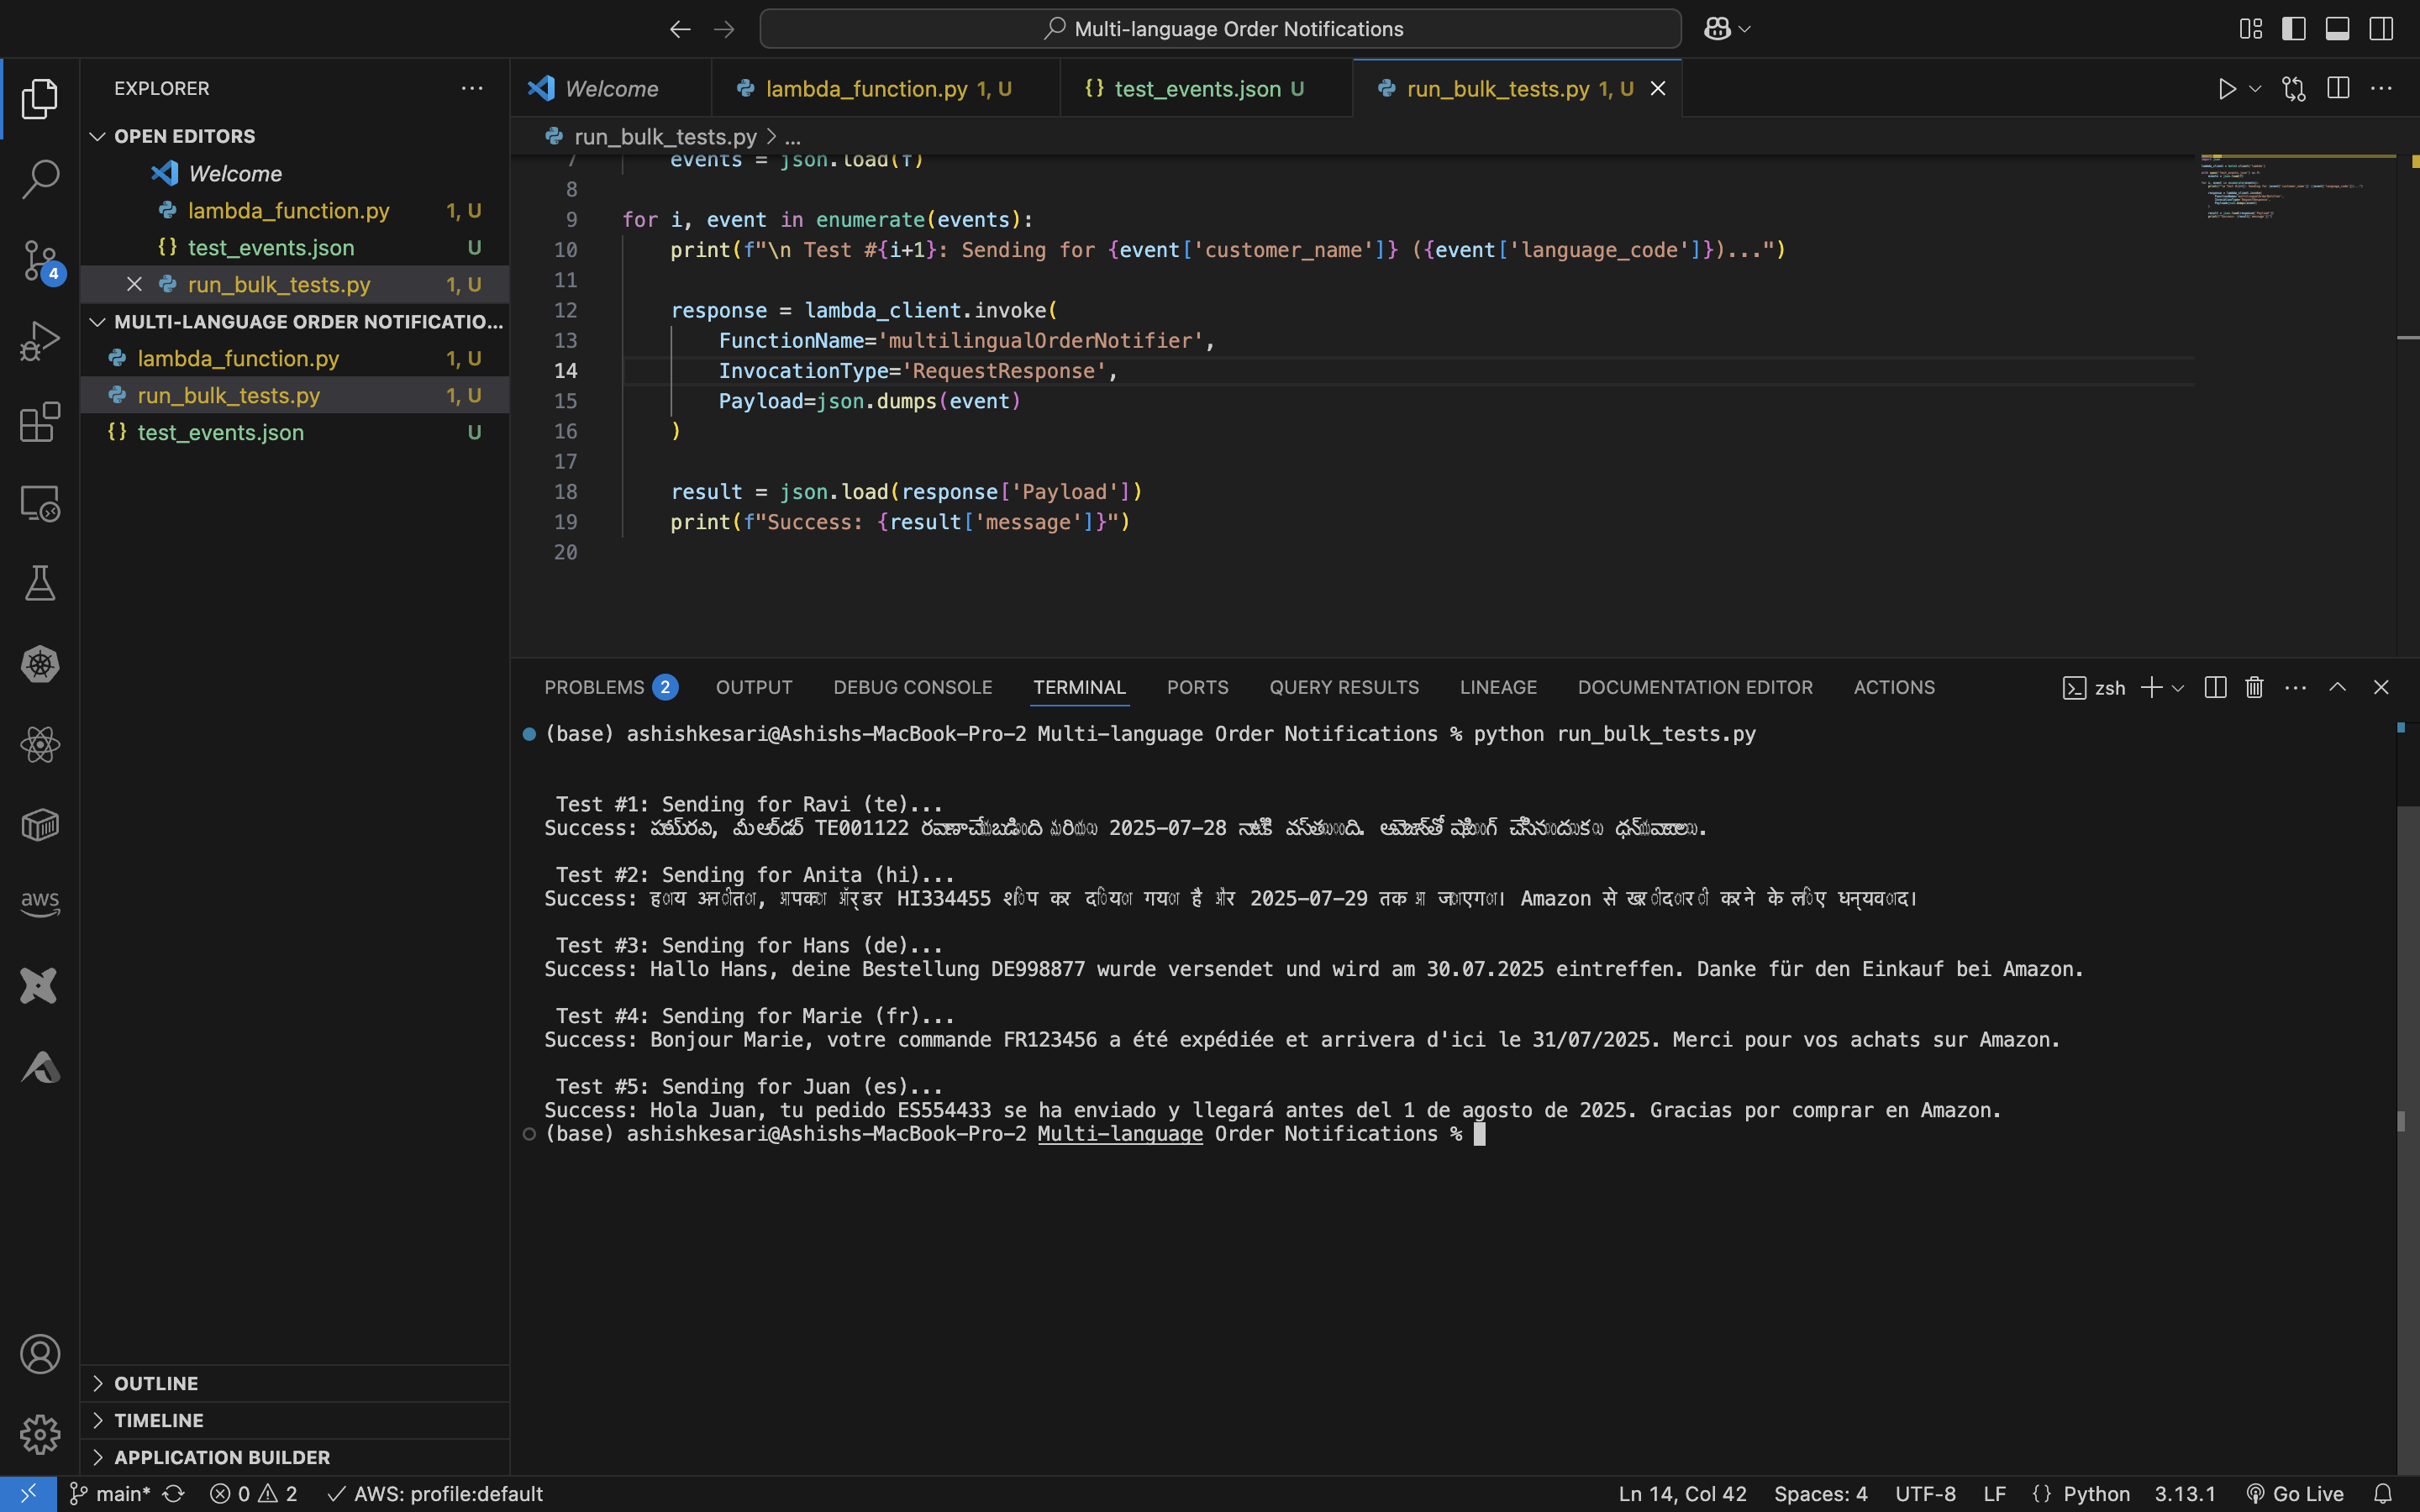 Multi-language Order Notifications
EXPLORER
OPEN EDITORS
Welcome
lambda_function.py 1, U
test_events.json U
run_bulk_tests.py 1, U
MULTI-LANGUAGE ORDER NOTIFICATIO...
lambda_function.py 1, U
run_bulk_tests.py 1, U
test_events.json U
OUTLINE
TIMELINE
APPLICATION BUILDER
4
aws
Welcome
lambda_function.py 1, U
test_events.json U
run_bulk_tests.py 1, U
run_bulk_tests.py > ...
7 events = json.load(f)
8
9 for i, event in enumerate(events):
10 print(f"\n Test #{i+1}: Sending for {event['customer_name']} ({event['language_code']})...")
11
12 response = lambda_client.invoke(
13 FunctionName='multilingualOrderNotifier',
14 InvocationType='RequestResponse',
15 Payload=json.dumps(event)
16 )
17
18 result = json.load(response['Payload'])
19 print(f"Success: {result['message']}")
20
PROBLEMS 2 OUTPUT DEBUG CONSOLE TERMINAL PORTS QUERY RESULTS LINEAGE DOCUMENTATION EDITOR ACTIONS
zsh
(base) ashishkesari@Ashishs-MacBook-Pro-2 Multi-language Order Notifications % python run_bulk_tests.py
Test #1: Sending for Ravi (te)...
Success: హాయ్ రవి, మీ ఆర్డర్ TE001122 రవాణా చేయబడింది మరియు 2025-07-28 నాటికి వస్తుంది. అమెజాన్‌తో షాపింగ్ చేసినందుకు ధన్యవాదాలు.
Test #2: Sending for Anita (hi)...
Success: हाय अनीता, आपका ऑर्डर HI334455 शिप कर दिया गया है और 2025-07-29 तक आ जाएगा। Amazon से खरीदारी करने के लिए धन्यवाद।
Test #3: Sending for Hans (de)...
Success: Hallo Hans, deine Bestellung DE998877 wurde versendet und wird am 30.07.2025 eintreffen. Danke für den Einkauf bei Amazon.
Test #4: Sending for Marie (fr)...
Success: Bonjour Marie, votre commande FR123456 a été expédiée et arrivera d'ici le 31/07/2025. Merci pour vos achats sur Amazon.
Test #5: Sending for Juan (es)...
Success: Hola Juan, tu pedido ES554433 se ha enviado y llegará antes del 1 de agosto de 2025. Gracias por comprar en Amazon.
(base) ashishkesari@Ashishs-MacBook-Pro-2 Multi-language Order Notifications %
main* 0 2 AWS: profile:default
Ln 14, Col 42 Spaces: 4 UTF-8 LF {} Python 3.13.1 Go Live